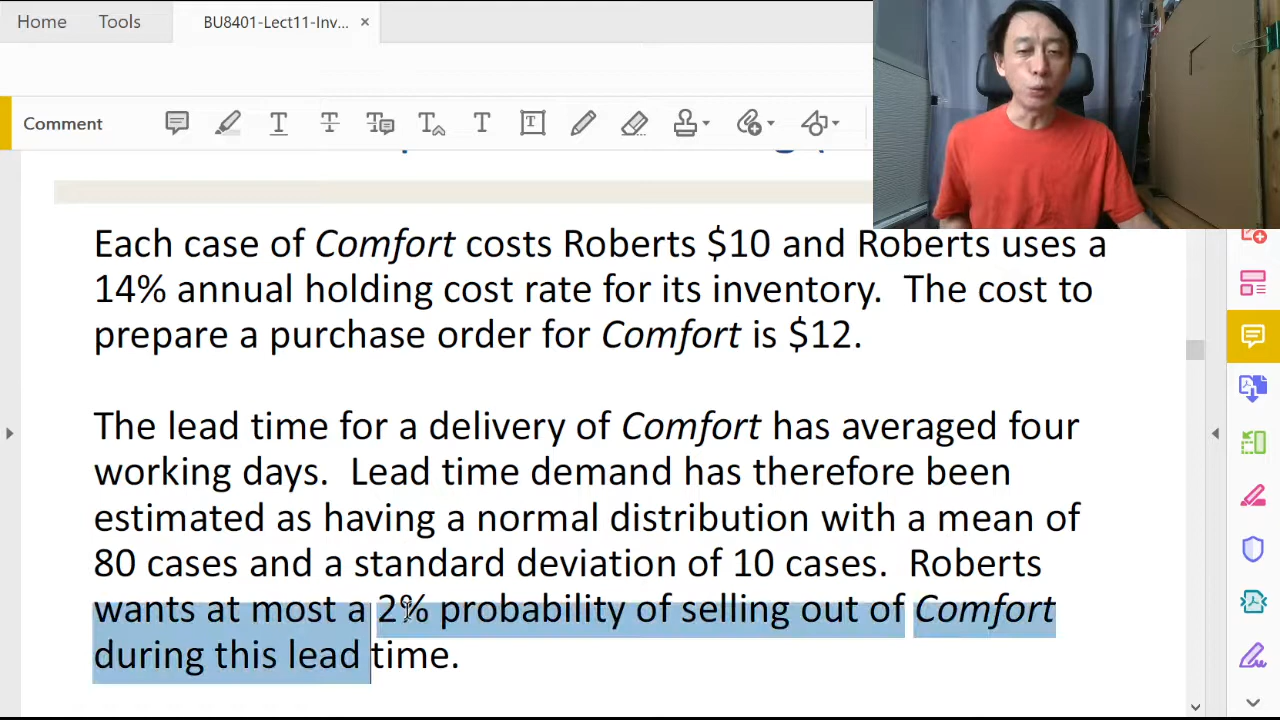 Home Tools BU8401-Lect11-Inv... ×
Comment
Each case of Comfort costs Roberts $10 and Roberts uses a
14% annual holding cost rate for its inventory. The cost to
prepare a purchase order for Comfort is $12.
The lead time for a delivery of Comfort has averaged four
working days. Lead time demand has therefore been
estimated as having a normal distribution with a mean of
80 cases and a standard deviation of 10 cases. Roberts
wants at most a 2% probability of selling out of Comfort
during this lead time.